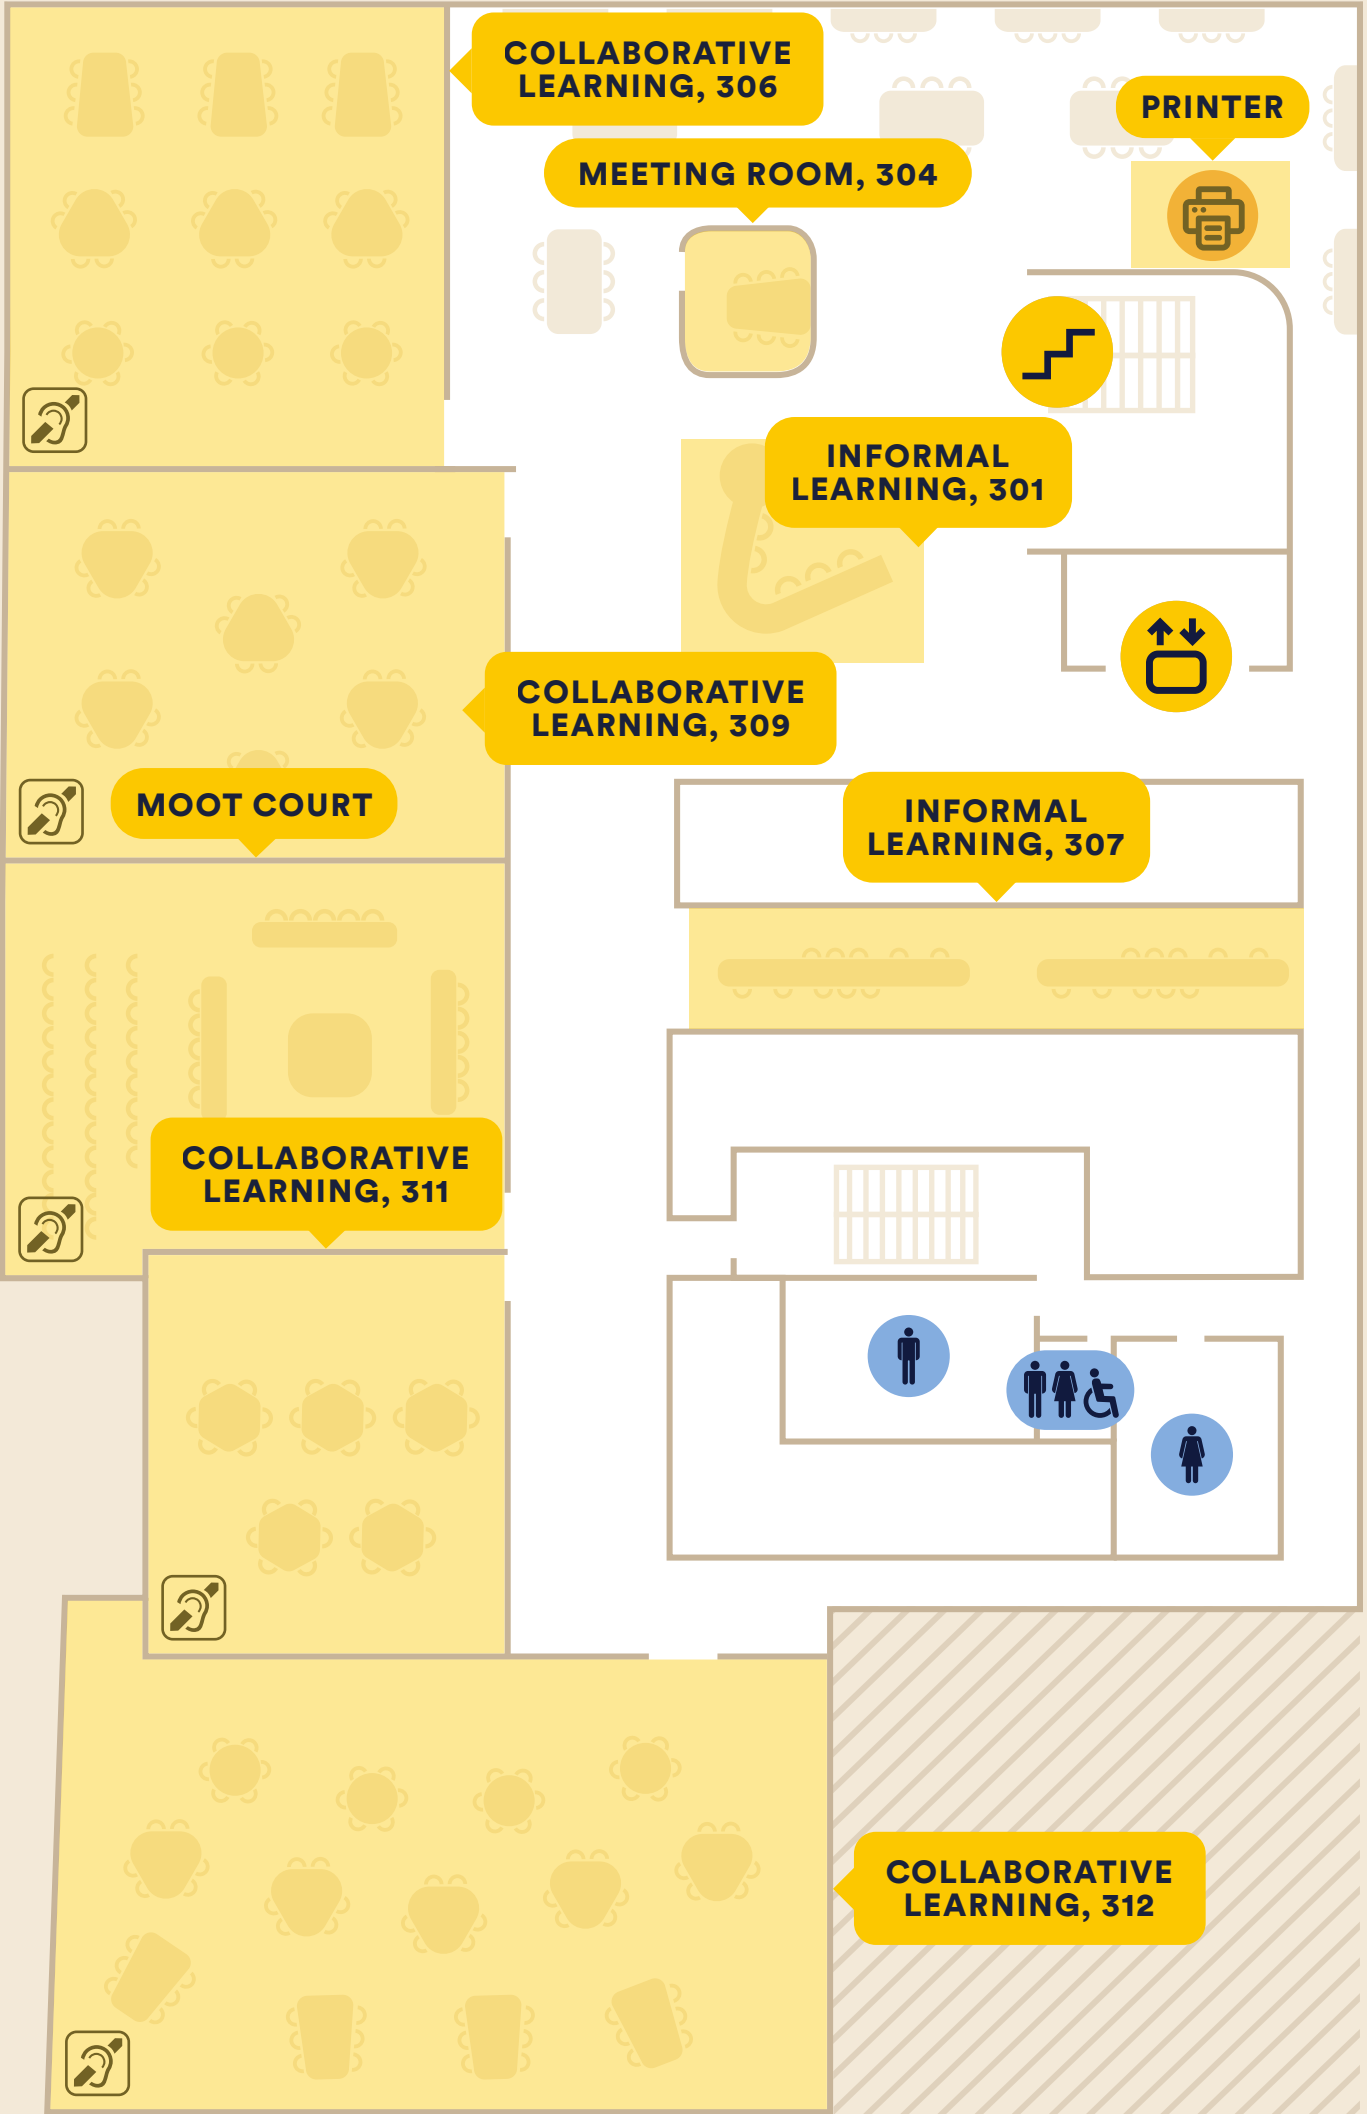 COLLABORATIVE
LEARNING, 306
PRINTER
MEETING ROOM, 304
INFORMAL
LEARNING, 301
COLLABORATIVE
LEARNING, 309
MOOT COURT
INFORMAL
LEARNING, 307
COLLABORATIVE
LEARNING, 311
COLLABORATIVE
LEARNING, 312